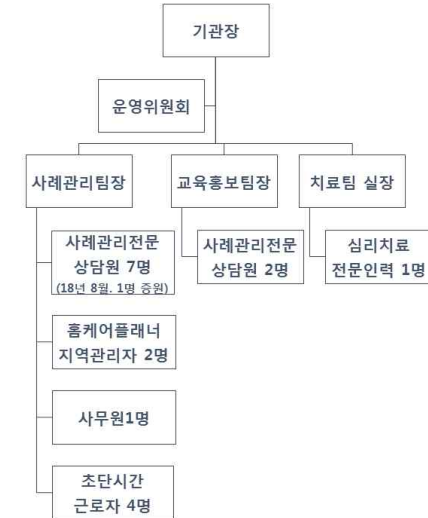 기관장
운영위원회
사례관리팀장
교육홍보팀장
치료팀 실장
사례관리전문
상담원 7명
(18년 8월. 1명 증원)
사례관리전문
상담원 2명
심리치료
전문인력 1명
홈케어플래너
지역관리자 2명
사무원1명
초단시간
근로자 4명